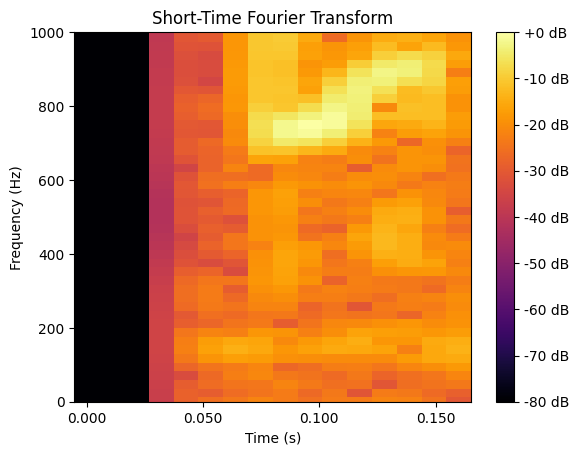 Short-Time Fourier Transform
1000
800
600
400
200
0
Frequency (Hz)
0.000
0.050
0.100
0.150
Time (s)
+0 dB
-10 dB
-20 dB
-30 dB
-40 dB
-50 dB
-60 dB
-70 dB
-80 dB